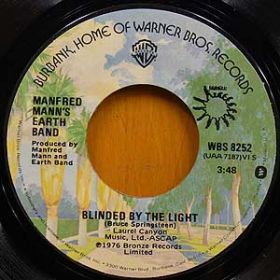 BURBANK, HOME OF WARNER BROS. RECORDS
MANFRED
MANN'S
EARTH
BAND
Produced by
Manfred
Mann and
Earth Band
WBS 8252
(UAA 7187) VI S
3:48
BLINDED BY THE LIGHT
(Bruce Springsteen)
Laurel Canyon
Music, Ltd.-ASCAP
℗1976 Bronze Records
Limited